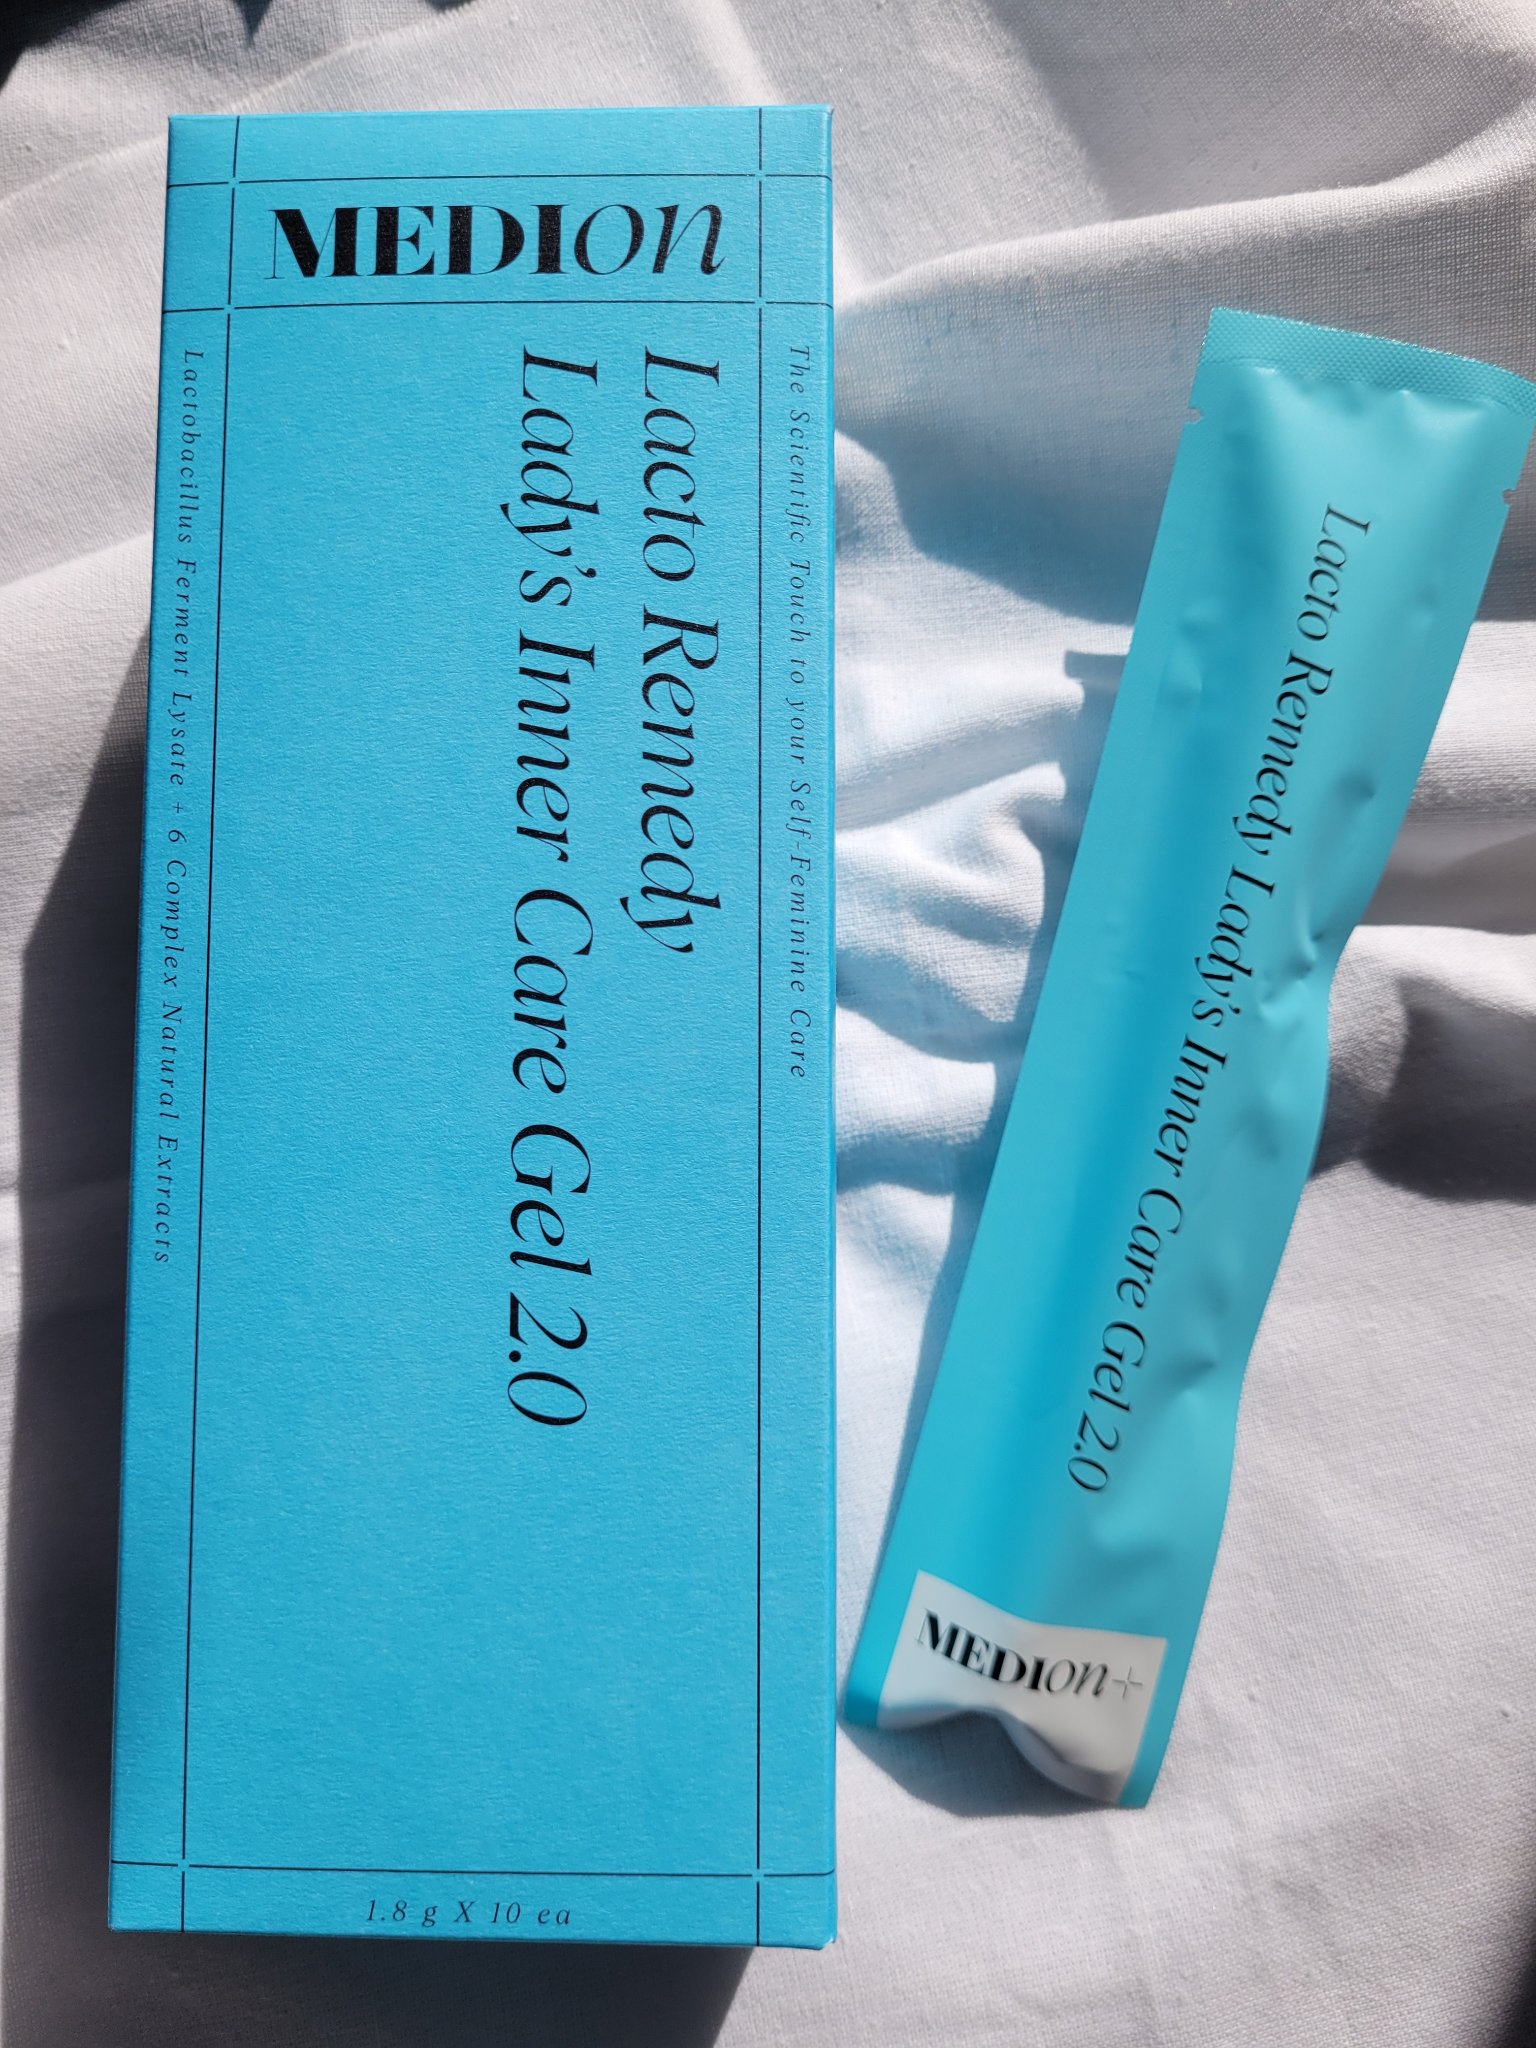 MEDIon
Lacto Remedy
Lady's Inner Care Gel 2.0
The Scientific Touch to your Self-Feminine Care
Lactobacillus Ferment Lysate + 6 Complex Natural Extracts
1.8 g X 10 ea
Lacto Remedy Lady's Inner Care Gel 2.0
MEDIon+